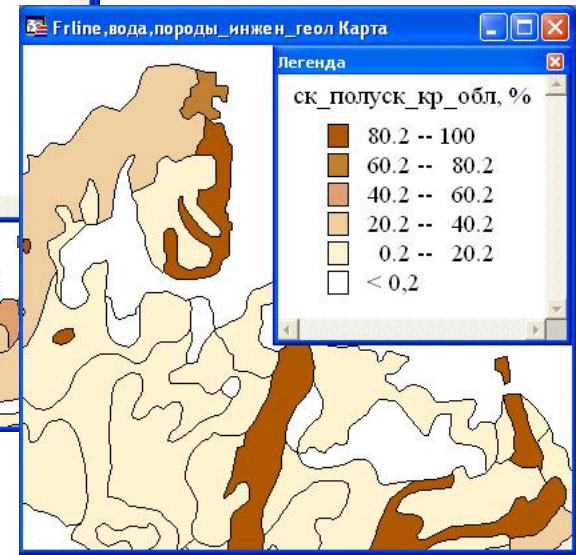 Frline,вода,породы_инжен_геол Карта
Легенда
ск_полуск_кр_обл, %
80.2 -- 100
60.2 -- 80.2
40.2 -- 60.2
20.2 -- 40.2
0.2 -- 20.2
< 0,2